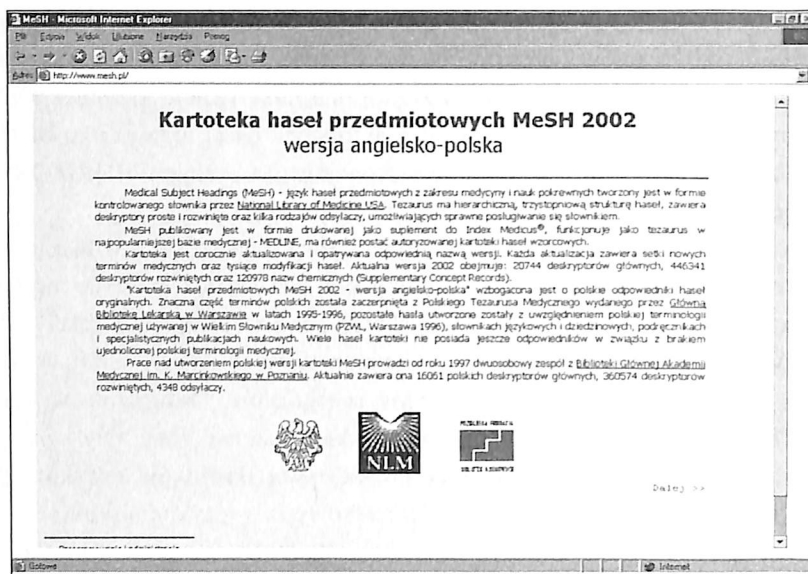 MeSH - Microsoft Internet Explorer
Plik Edycja Widok Ulubione Narzędzia Pomoc
Adres http://www.mesh.pl/
Kartoteka haseł przedmiotowych MeSH 2002
wersja angielsko-polska
Medical Subject Headings (MeSH) - język haseł przedmiotowych z zakresu medycyny i nauk pokrewnych tworzony jest w formie
kontrolowanego słownika przez National Library of Medicine USA. Tezaurus ma hierarchiczną, trzystopniową strukturę haseł, zawiera
deskryptory proste i rozwinięte oraz kilka rodzajów odsyłaczy, umożliwiających sprawne posługiwanie się słownikiem.
MeSH publikowany jest w formie drukowanej jako suplement do Index Medicus®, funkcjonuje jako tezaurus w
najpopularniejszej bazie medycznej - MEDLINE, ma również postać autoryzowanej kartoteki haseł wzorcowych.
Kartoteka jest corocznie aktualizowana i opatrywana odpowiednią nazwą wersji. Każda aktualizacja zawiera setki nowych
terminów medycznych oraz tysiące modyfikacji haseł. Aktualna wersja 2002 obejmuje: 20744 deskryptorów głównych, 446341
deskryptorów rozwiniętych oraz 120978 nazw chemicznych (Supplementary Concept Records).
"Kartoteka haseł przedmiotowych MeSH 2002 - wersja angielsko-polska" wzbogacona jest o polskie odpowiedniki haseł
oryginalnych. Znaczna część terminów polskich została zaczerpnięta z Polskiego Tezaurusa Medycznego wydanego przez Główną
Bibliotekę Lekarską w Warszawie w latach 1995-1996, pozostałe hasła utworzone zostały z uwzględnieniem polskiej terminologii
medycznej używanej w Wielkim Słowniku Medycznym (PZWL, Warszawa 1996), słownikach językowych i dziedzinowych, podręcznikach
i specjalistycznych publikacjach naukowych. Wiele haseł kartoteki nie posiada jeszcze odpowiedników w związku z brakiem
ujednoliconej polskiej terminologii medycznej.
Prace nad utworzeniem polskiej wersji kartoteki MeSH prowadzi od roku 1997 dwuosobowy zespół z Biblioteki Głównej Akademii
Medycznej im. K. Marcinkowskiego w Poznaniu. Aktualnie zawiera ona 16061 polskich deskryptorów głównych, 360574 deskryptorów
rozwiniętych, 4348 odsyłaczy.
NLM
Dalej >>
Gotowe
Internet